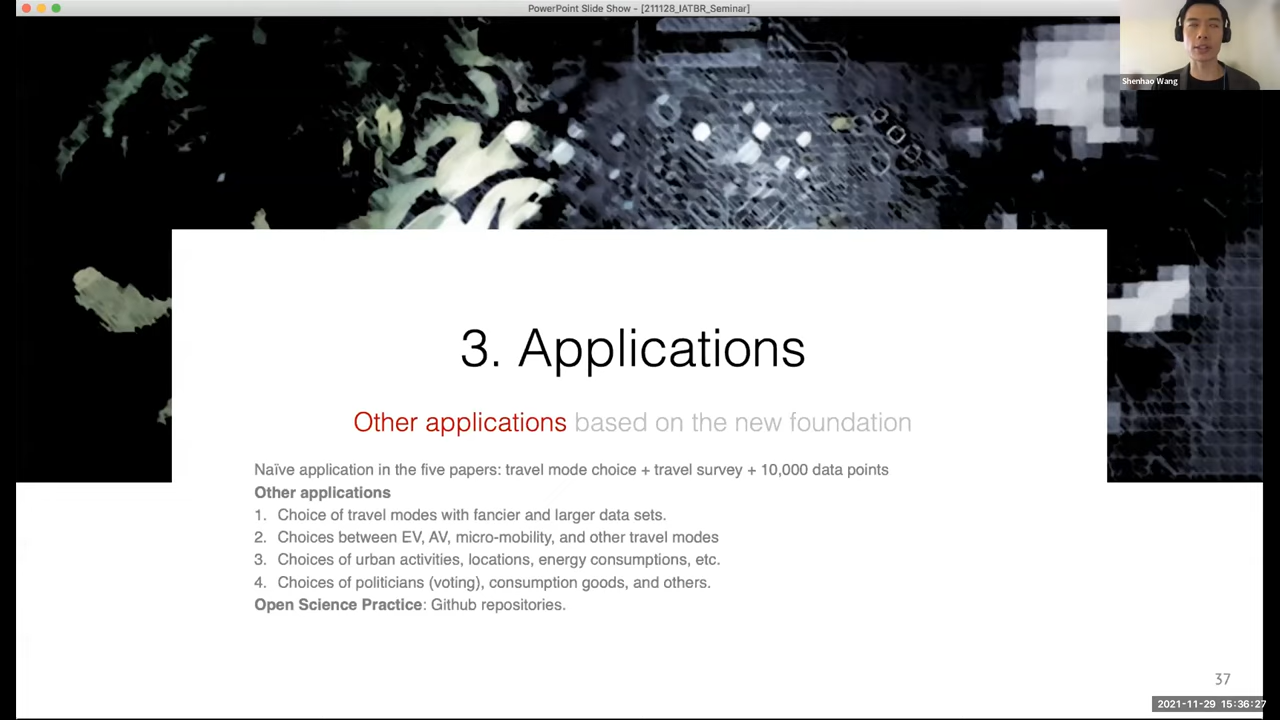 PowerPoint Slide Show - [211128_IATBR_Seminar]
Shenhao Wang
3. Applications
Other applications based on the new foundation
Naïve application in the five papers: travel mode choice + travel survey + 10,000 data points
Other applications
1. Choice of travel modes with fancier and larger data sets.
2. Choices between EV, AV, micro-mobility, and other travel modes
3. Choices of urban activities, locations, energy consumptions, etc.
4. Choices of politicians (voting), consumption goods, and others.
Open Science Practice: Github repositories.
37
2021-11-29 15:36:27